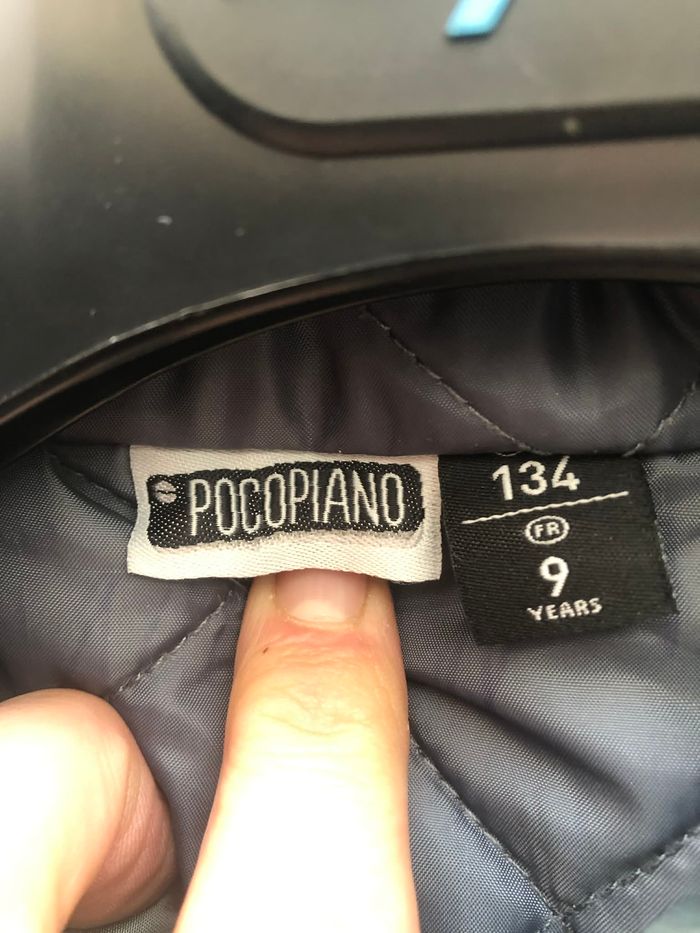 POCOPIANO
134
FR
9
YEARS